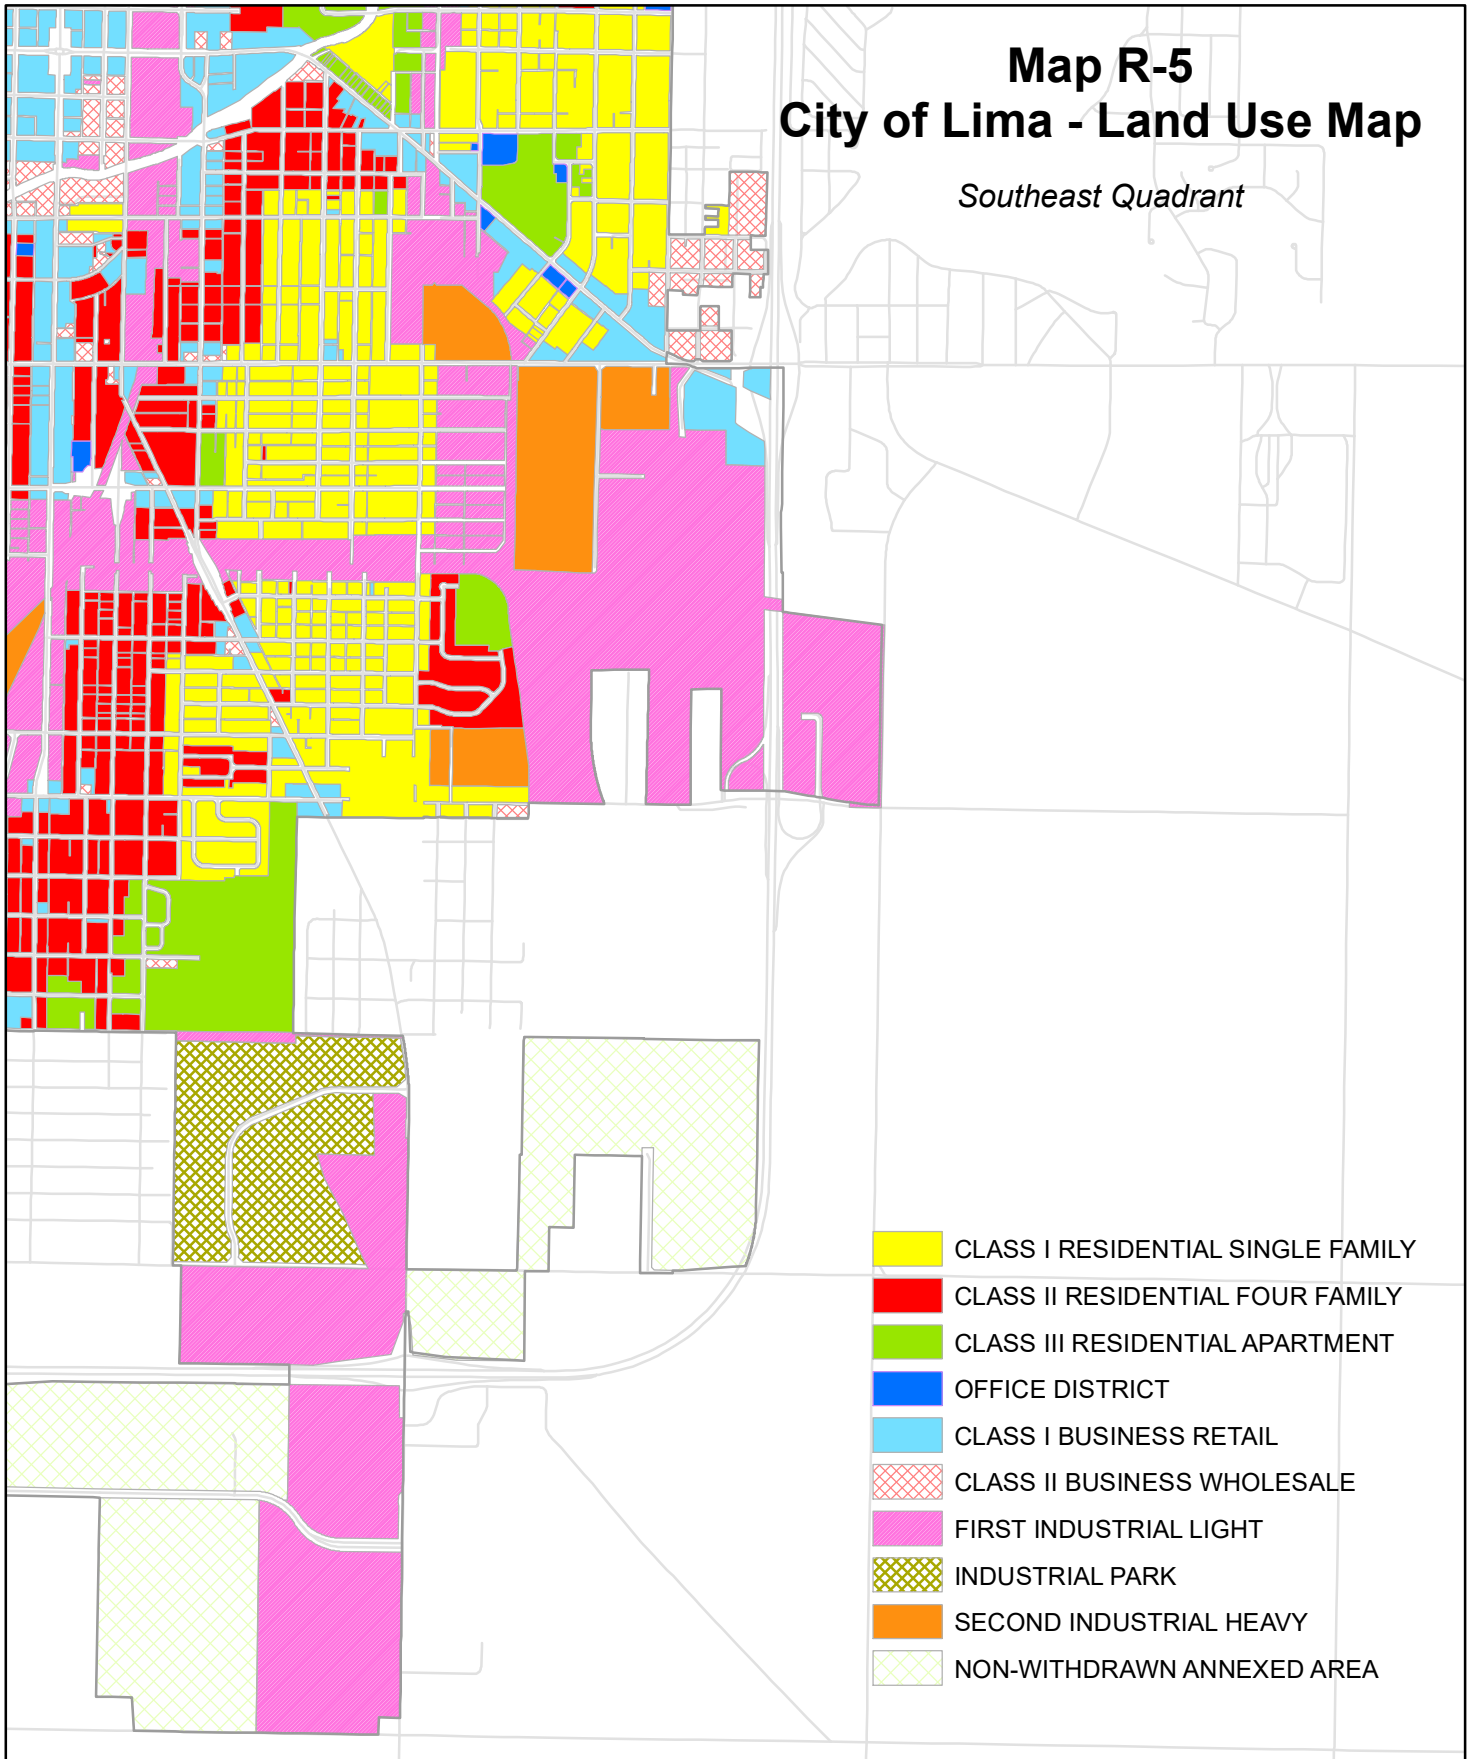 Map R-5
City of Lima - Land Use Map
Southeast Quadrant
CLASS I RESIDENTIAL SINGLE FAMILY
CLASS II RESIDENTIAL FOUR FAMILY
CLASS III RESIDENTIAL APARTMENT
OFFICE DISTRICT
CLASS I BUSINESS RETAIL
CLASS II BUSINESS WHOLESALE
FIRST INDUSTRIAL LIGHT
INDUSTRIAL PARK
SECOND INDUSTRIAL HEAVY
NON-WITHDRAWN ANNEXED AREA